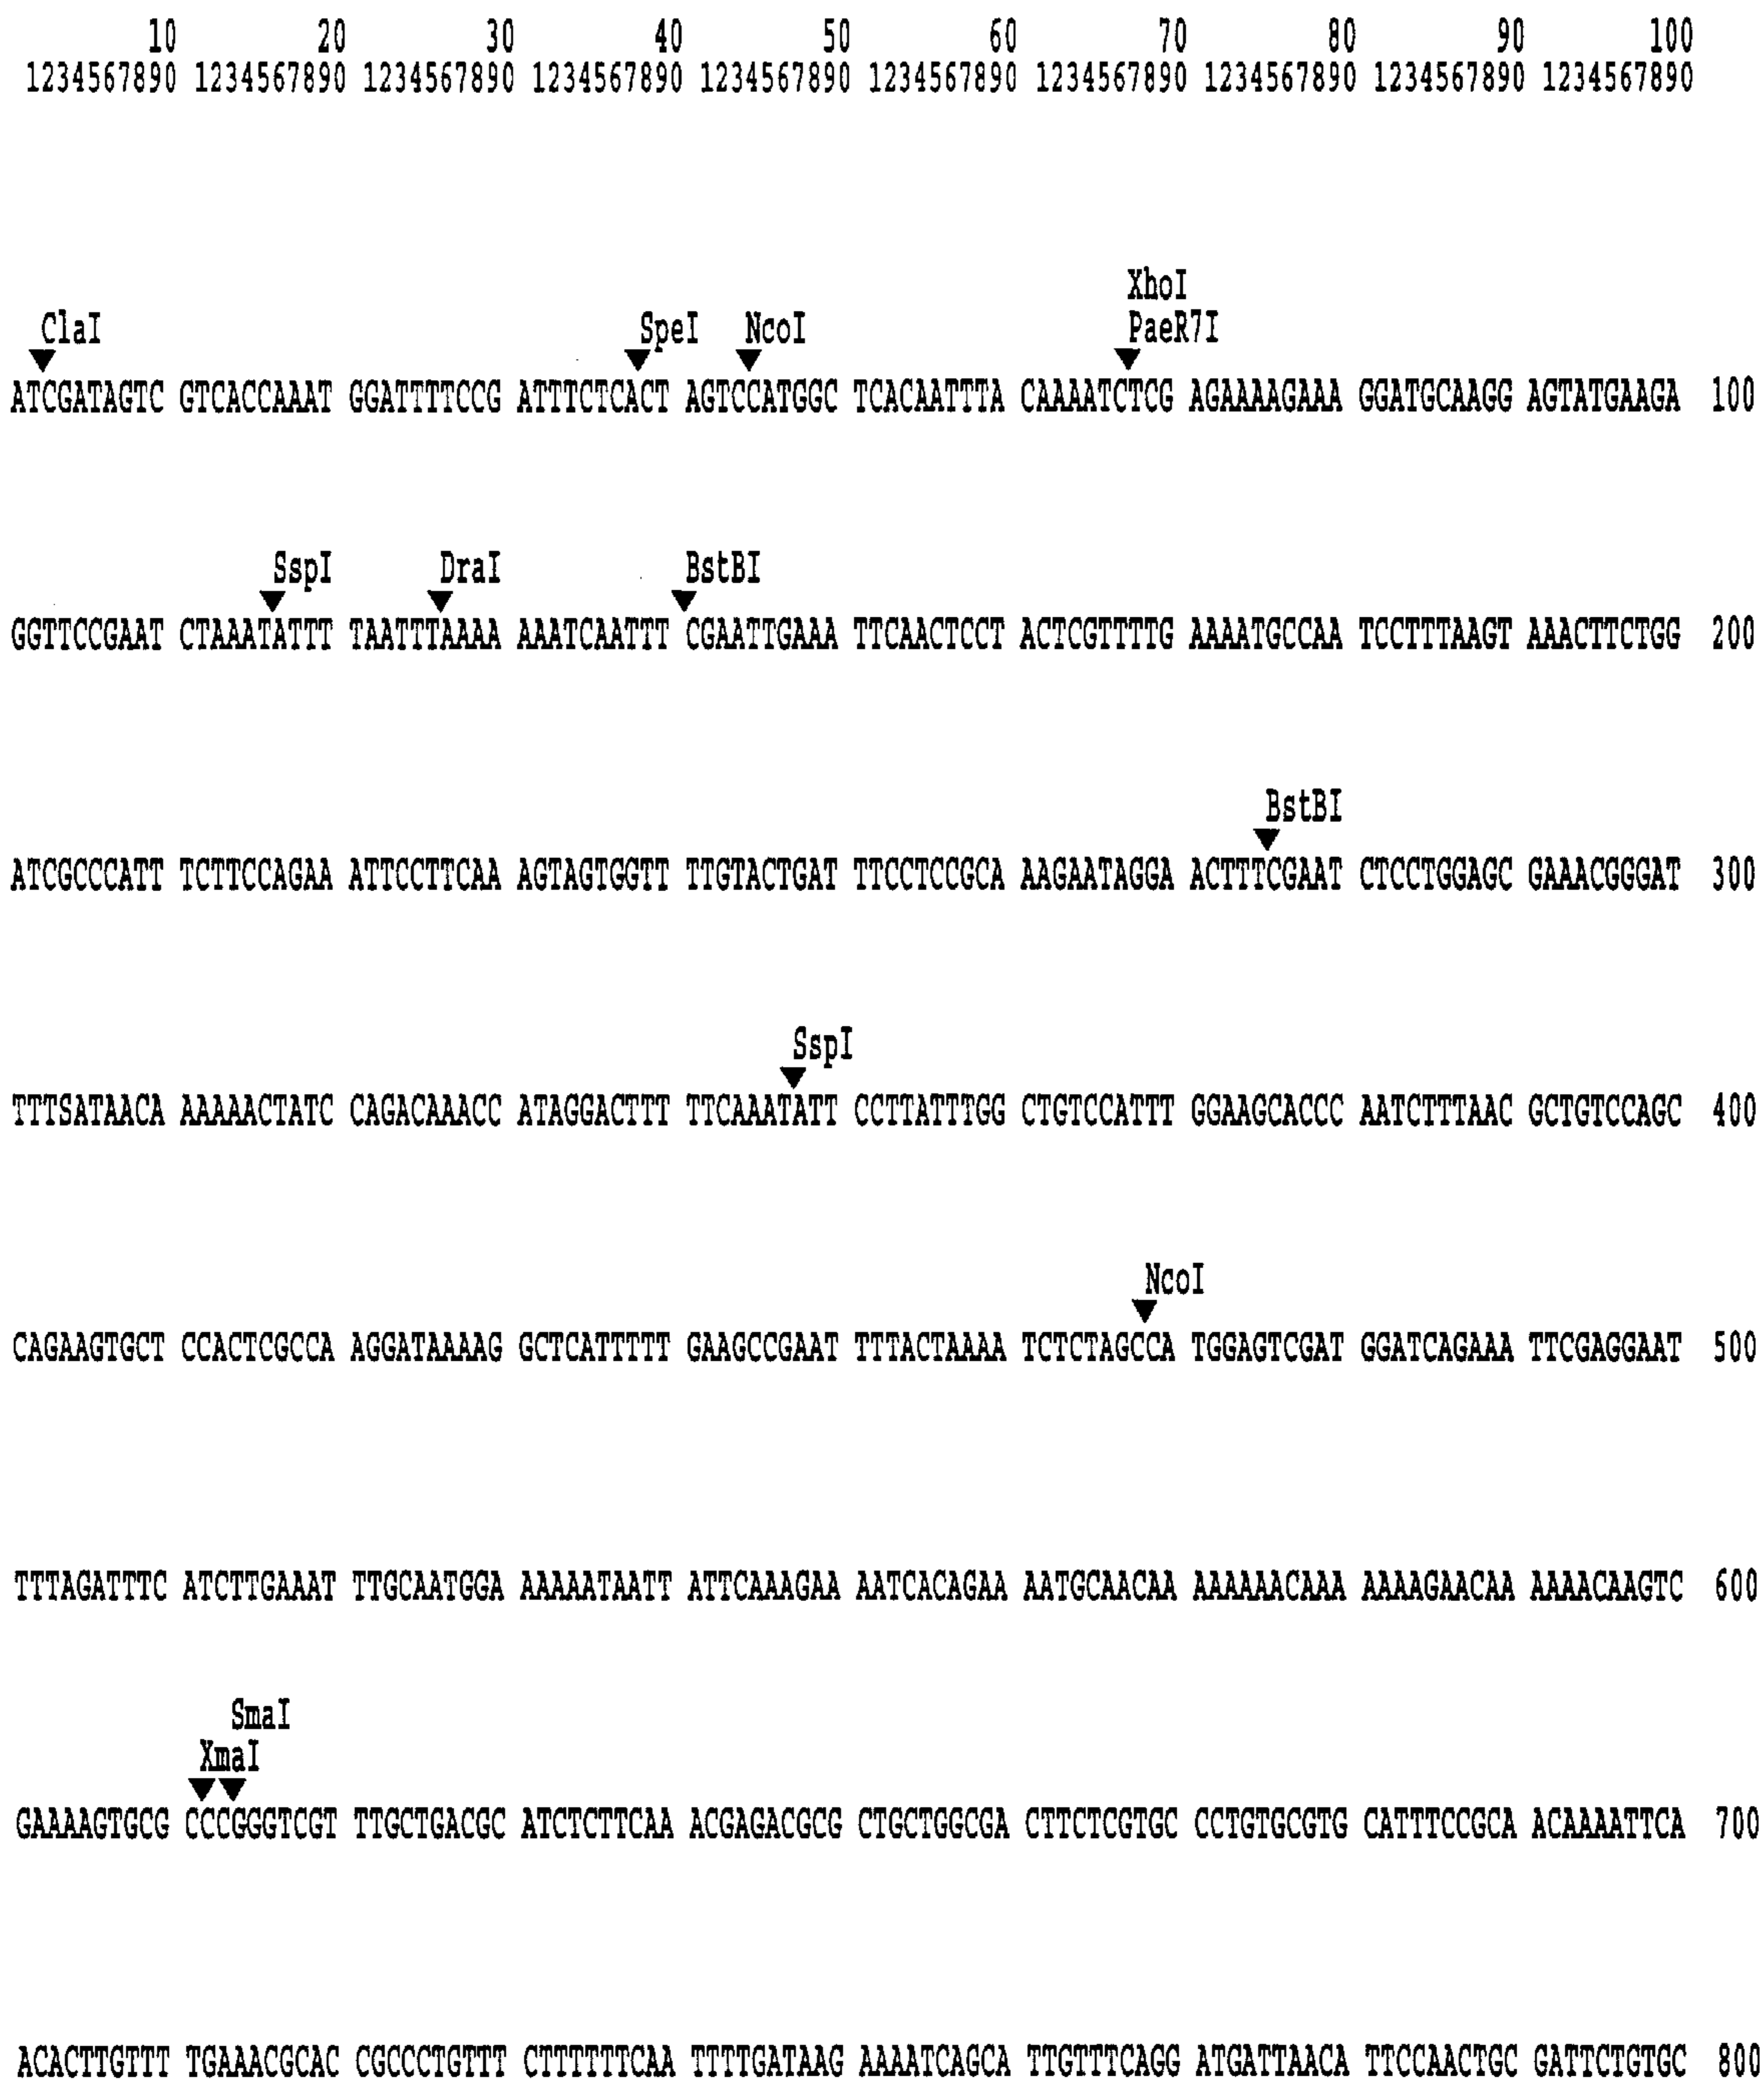 10 20 30 40 50 60 70 80 90 100
1234567890 1234567890 1234567890 1234567890 1234567890 1234567890 1234567890 1234567890 1234567890 1234567890
XhoI
ClaI SpeI NcoI PaeR7I
ATCGATAGTC GTCACCAAAT GGATTTTCCG ATTTCTCACT AGTCCATGGC TCACAATTTA CAAAATCTCG AGAAAAGAAA GGATGCAAGG AGTATGAAGA 100
SspI DraI BstBI
GGTTCCGAAT CTAAATATTT TAATTTAAAA AAATCAATTT CGAATTGAAA TTCAACTCCT ACTCGTTTTG AAAATGCCAA TCCTTTAAGT AAACTTCTGG 200
BstBI
ATCGCCCATT TCTTCCAGAA ATTCCTTCAA AGTAGTGGTT TTGTACTGAT TTCCTCCGCA AAGAATAGGA ACTTTCGAAT CTCCTGGAGC GAAACGGGAT 300
SspI
TTTSATAACA AAAAACTATC CAGACAAACC ATAGGACTTT TTCAAATATT CCTTATTTGG CTGTCCATTT GGAAGCACCC AATCTTTAAC GCTGTCCAGC 400
NcoI
CAGAAGTGCT CCACTCGCCA AGGATAAAAG GCTCATTTTT GAAGCCGAAT TTTACTAAAA TCTCTAGCCA TGGAGTCGAT GGATCAGAAA TTCGAGGAAT 500
TTTAGATTTC ATCTTGAAAT TTGCAATGGA AAAAATAATT ATTCAAAGAA AATCACAGAA AATGCAACAA AAAAAACAAA AAAAGAACAA AAAACAAGTC 600
SmaI
XmaI
GAAAAGTGCG CCCGGGTCGT TTGCTGACGC ATCTCTTCAA ACGAGACGCG CTGCTGGCGA CTTCTCGTGC CCTGTGCGTG CATTTCCGCA ACAAAATTCA 700
ACACTTGTTT TGAAACGCAC CGCCCTGTTT CTTTTTTCAA TTTTGATAAG AAAATCAGCA TTGTTTCAGG ATGATTAACA TTCCAACTGC GATTCTGTGC 800